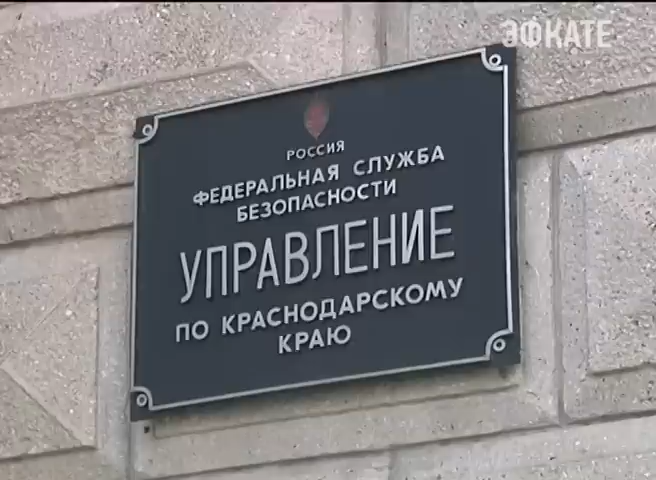 ЭФКАТЕ
РОССИЯ
ФЕДЕРАЛЬНАЯ СЛУЖБА
БЕЗОПАСНОСТИ
УПРАВЛЕНИЕ
ПО КРАСНОДАРСКОМУ
КРАЮ